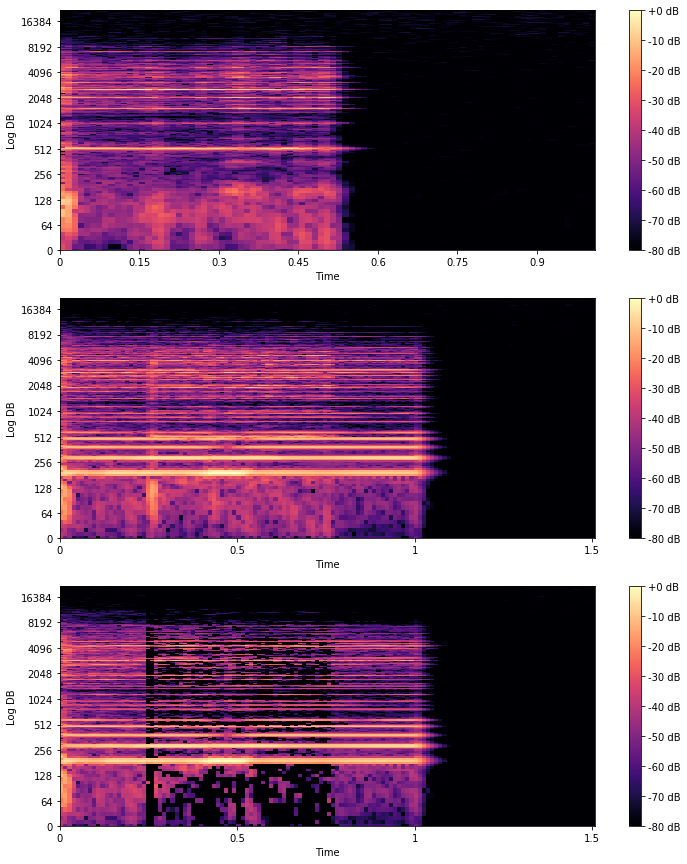 16384
8192
4096
2048
1024
512
256
128
64
0
Log DB
0
0.15
0.3
0.45
0.6
0.75
0.9
Time
+0 dB
-10 dB
-20 dB
-30 dB
-40 dB
-50 dB
-60 dB
-70 dB
-80 dB
16384
8192
4096
2048
1024
512
256
128
64
0
Log DB
0
0.5
1
1.5
Time
+0 dB
-10 dB
-20 dB
-30 dB
-40 dB
-50 dB
-60 dB
-70 dB
-80 dB
16384
8192
4096
2048
1024
512
256
128
64
0
Log DB
0
0.5
1
1.5
Time
+0 dB
-10 dB
-20 dB
-30 dB
-40 dB
-50 dB
-60 dB
-70 dB
-80 dB